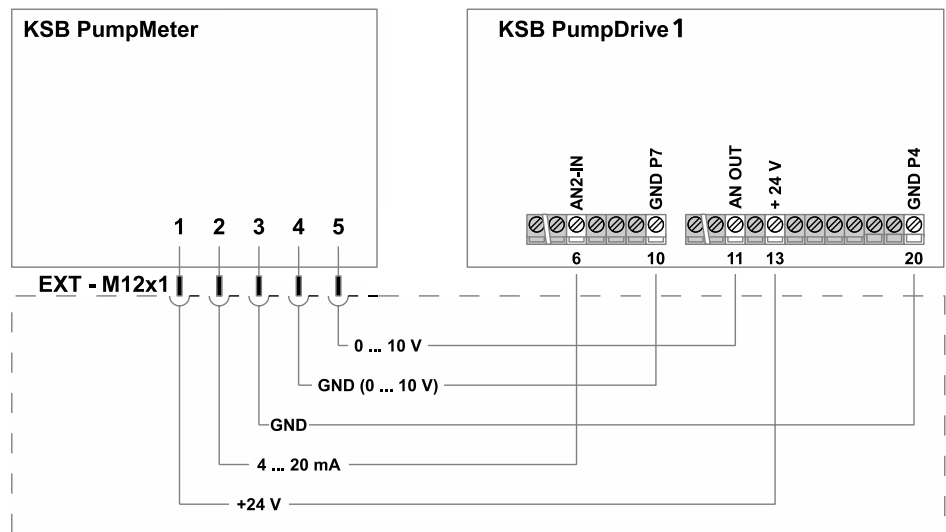 KSB PumpMeter
KSB PumpDrive 1
AN2-IN
GND P7
AN OUT
+ 24 V
GND P4
1 2 3 4 5
6 10 11 13 20
EXT - M12x1
0 ... 10 V
GND (0 ... 10 V)
GND
4 ... 20 mA
+24 V